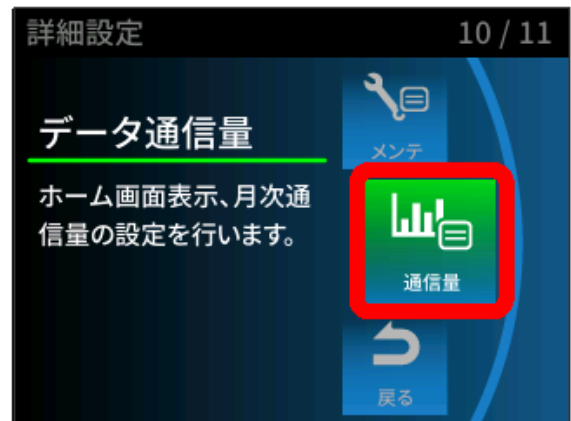 詳細設定 10 / 11
データ通信量
ホーム画面表示、月次通
信量の設定を行います。
メンテ
通信量
戻る